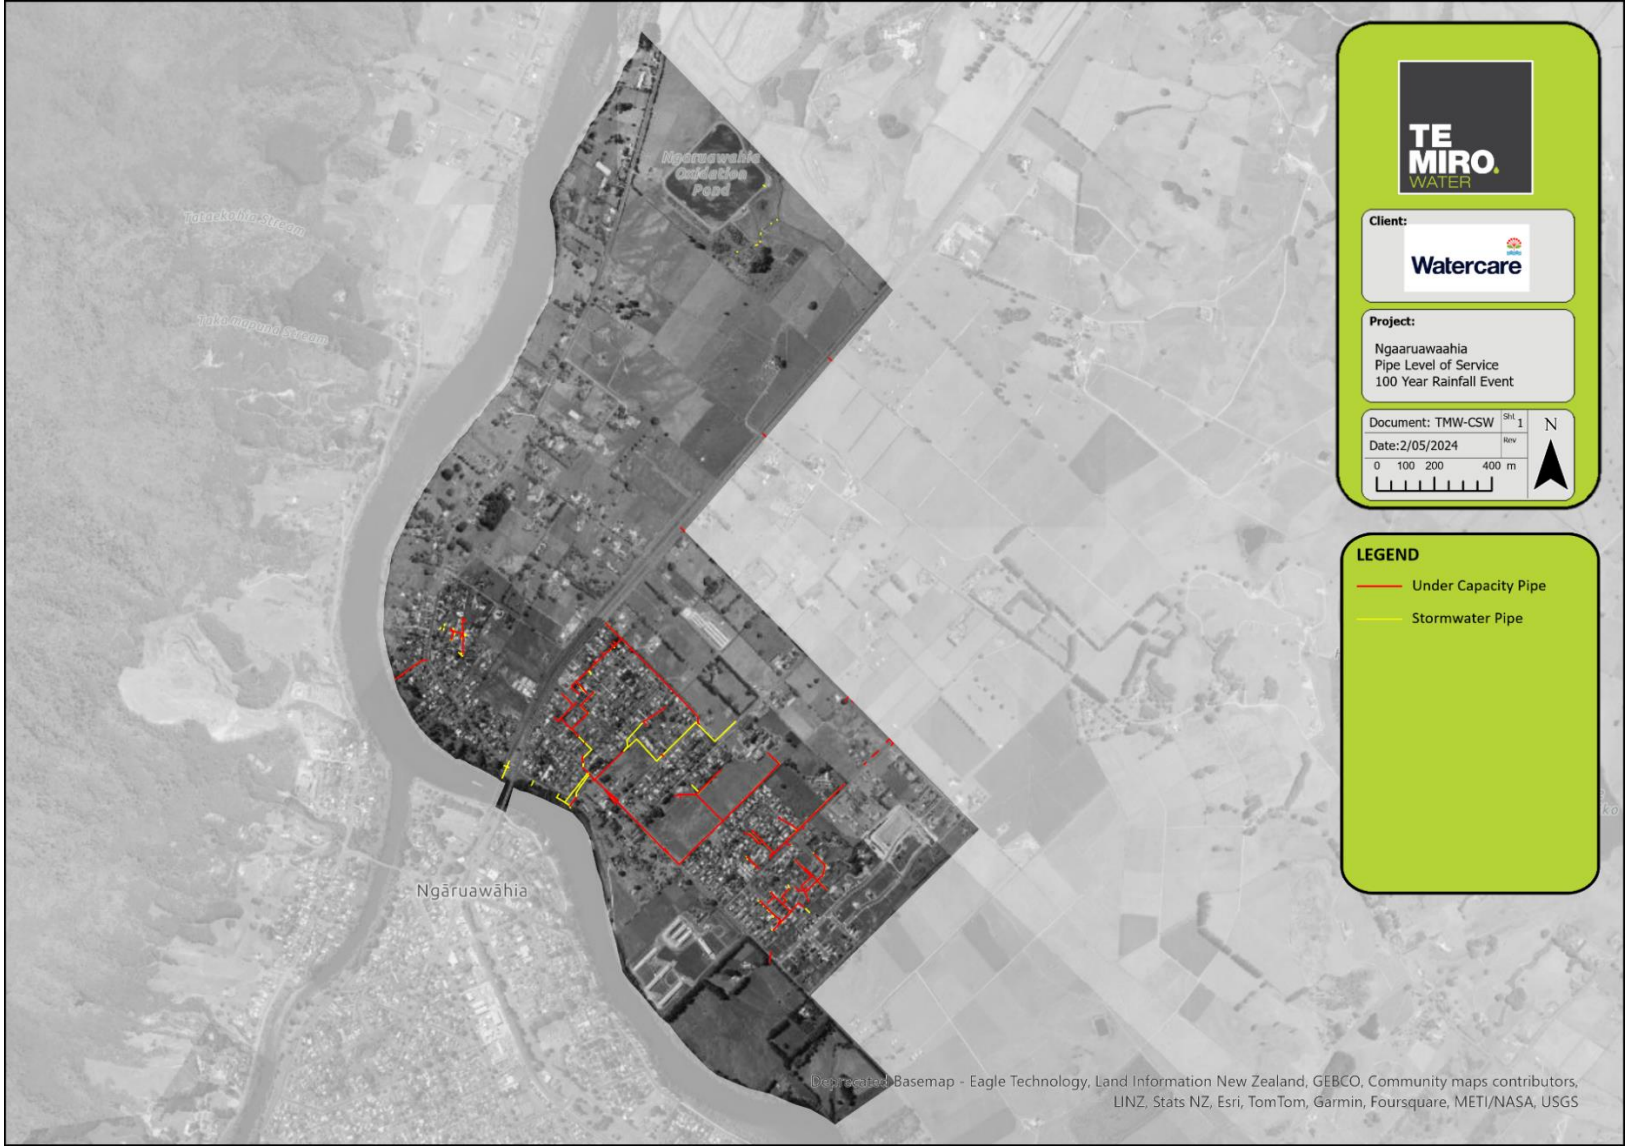 TE
MIRO.
WATER
Client:
Watercare
Project:
Ngaaruawaahia
Pipe Level of Service
100 Year Rainfall Event
Document: TMW-CSW
Sht. 1
N
Date:2/05/2024
Rev
0 100 200 400 m
LEGEND
Under Capacity Pipe
Stormwater Pipe
Ngaruawahia
Oxidation
Pond
Stream
Stream
Ngāruawāhia
Deprecated Basemap - Eagle Technology, Land Information New Zealand, GEBCO, Community maps contributors,
LINZ, Stats NZ, Esri, TomTom, Garmin, Foursquare, METI/NASA, USGS